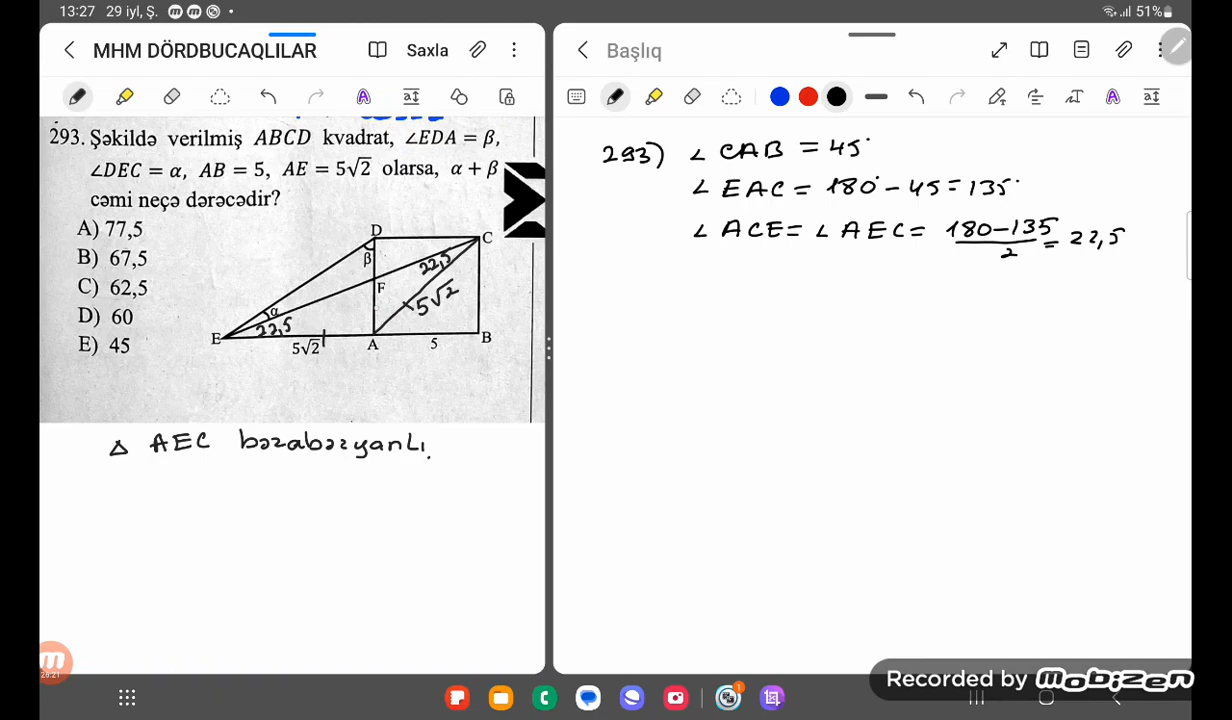 13:27 29 iyl, Ş. 51%
MHM DÖRDBUCAQLILAR Saxla
Başlıq
293. Şəkildə verilmiş ABCD kvadrat, ∠EDA = β,
∠DEC = α, AB = 5, AE = 5√2 olarsa, α + β
cəmi neçə dərəcədir?
A) 77,5
B) 67,5
C) 62,5
D) 60
E) 45
D
C
β
22,5
F
5√2
α
22,5
E
5√2
A
5
B
△ AEC bərabəryanlı.
293) ∠ CAB = 45°
∠ EAC = 180° − 45 = 135°
∠ ACE = ∠ AEC = 180 − 135 / 2 = 22,5
Recorded by mobizen
28:21
1